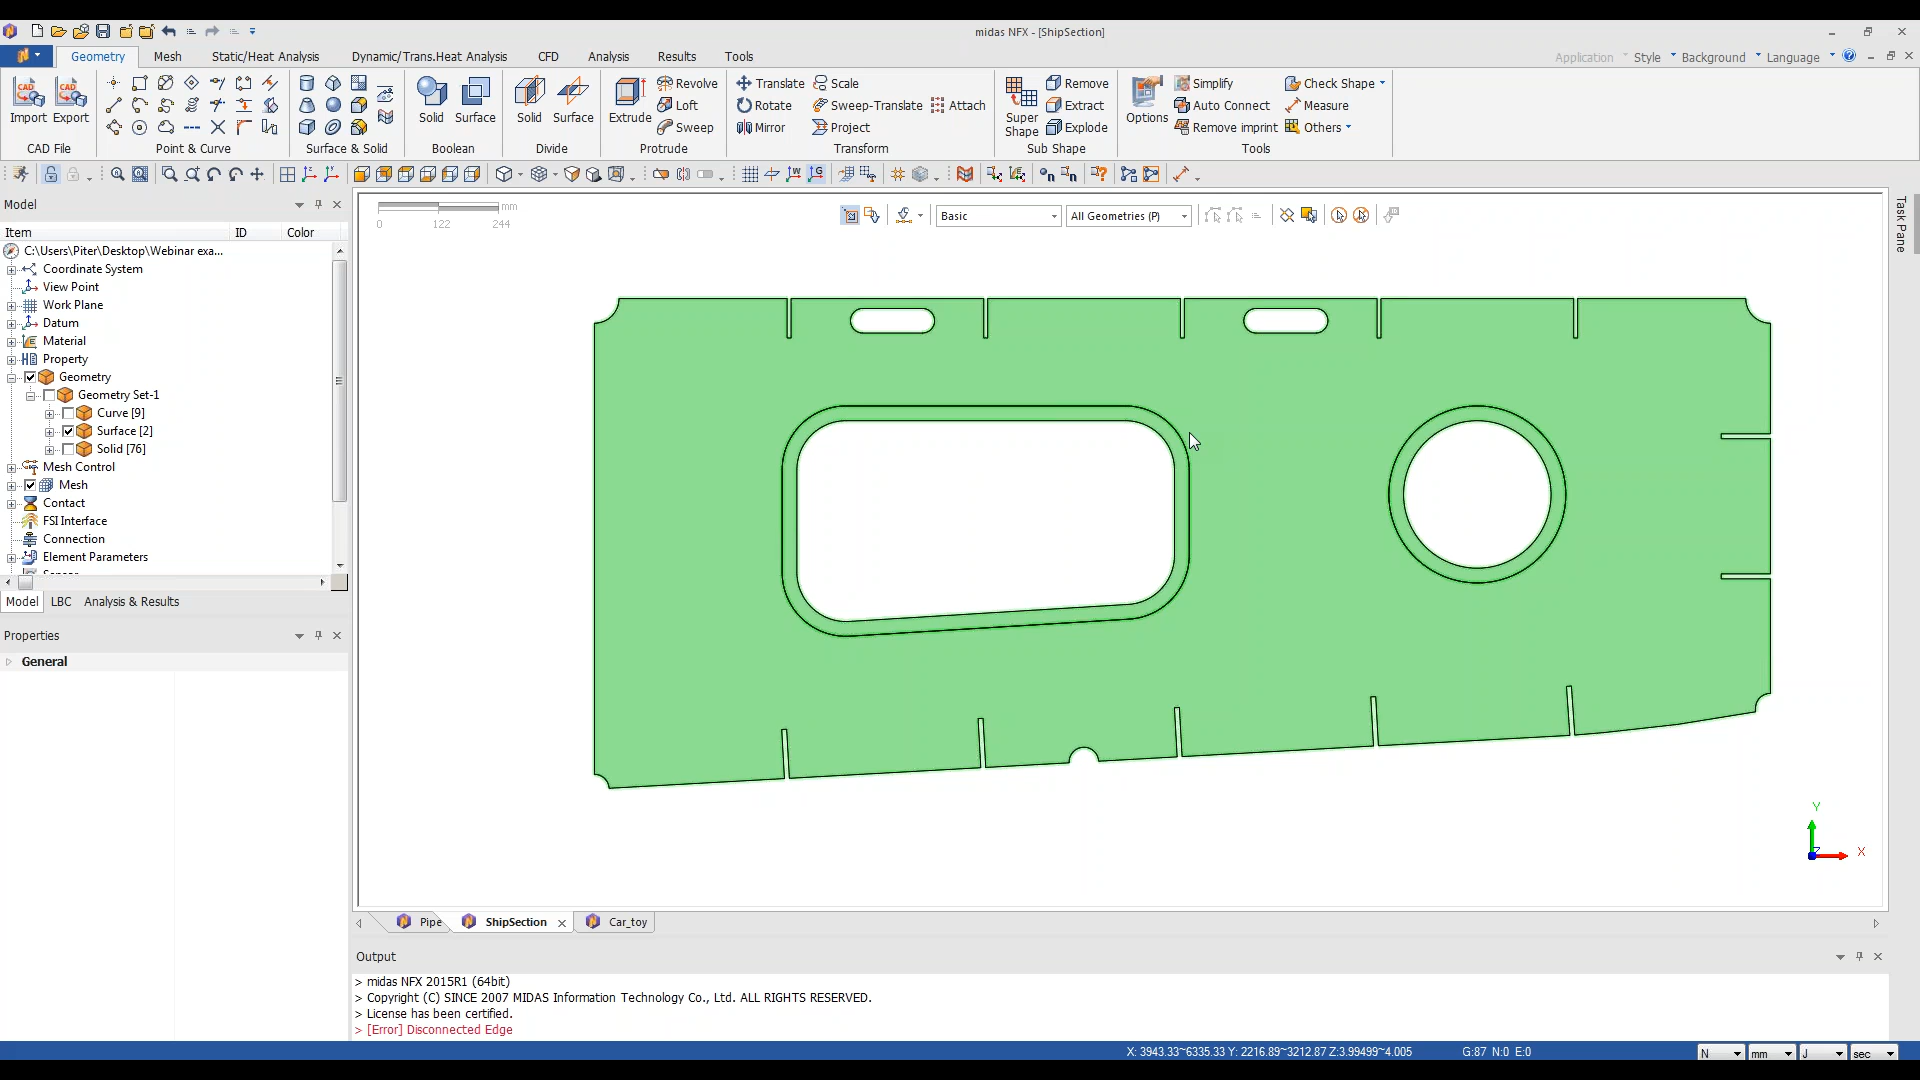 midas NFX - [ShipSection]
Geometry
Mesh
Static/Heat Analysis
Dynamic/Trans.Heat Analysis
CFD
Analysis
Results
Tools
Application
Style
Background
Language
Import
Export
CAD File
Point & Curve
Surface & Solid
Solid
Surface
Boolean
Solid
Surface
Divide
Extrude
Revolve
Loft
Sweep
Protrude
Translate
Rotate
Mirror
Scale
Sweep-Translate
Project
Attach
Transform
Super
Shape
Remove
Extract
Explode
Sub Shape
Options
Simplify
Auto Connect
Remove imprint
Check Shape
Measure
Others
Tools
Model
Item
ID
Color
C:\Users\Piter\Desktop\Webinar exa...
Coordinate System
View Point
Work Plane
Datum
Material
Property
Geometry
Geometry Set-1
Curve [9]
Surface [2]
Solid [76]
Mesh Control
Mesh
Contact
FSI Interface
Connection
Element Parameters
Model
LBC
Analysis & Results
Properties
General
mm
0
122
244
Basic
All Geometries (P)
Task Pane
Y
Z
X
Pipe
ShipSection
Car_toy
Output
> midas NFX 2015R1 (64bit)
> Copyright (C) SINCE 2007 MIDAS Information Technology Co., Ltd. ALL RIGHTS RESERVED.
> License has been certified.
> [Error] Disconnected Edge
X: 3943.33~6335.33 Y: 2216.89~3212.87 Z:3.99499~4.005
G:87 N:0 E:0
N
mm
J
sec